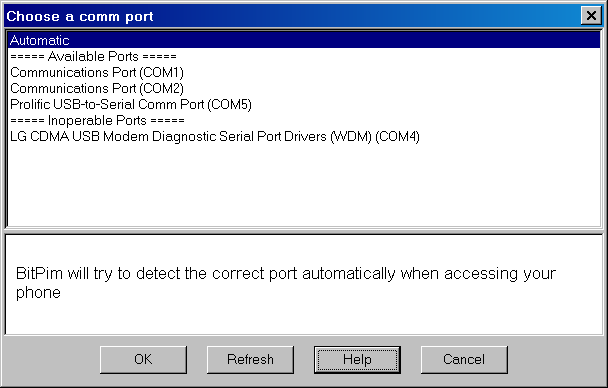 Choose a comm port
Automatic
===== Available Ports =====
Communications Port (COM1)
Communications Port (COM2)
Prolific USB-to-Serial Comm Port (COM5)
===== Inoperable Ports =====
LG CDMA USB Modem Diagnostic Serial Port Drivers (WDM) (COM4)
BitPim will try to detect the correct port automatically when accessing your
phone
OK
Refresh
Help
Cancel